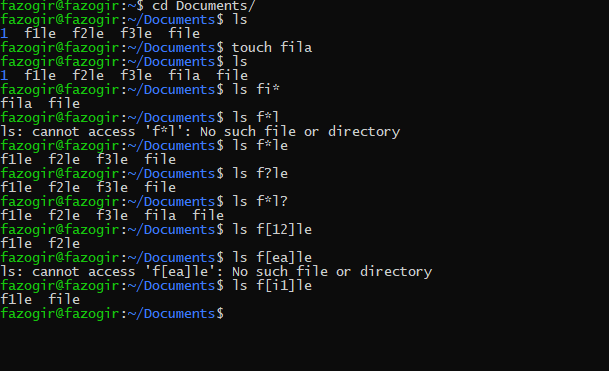 fazogir@fazogir:~$ cd Documents/
fazogir@fazogir:~/Documents$ ls
1  f1le  f2le  f3le  file
fazogir@fazogir:~/Documents$ touch fila
fazogir@fazogir:~/Documents$ ls
1  f1le  f2le  f3le  fila  file
fazogir@fazogir:~/Documents$ ls fi*
fila  file
fazogir@fazogir:~/Documents$ ls f*l
ls: cannot access 'f*l': No such file or directory
fazogir@fazogir:~/Documents$ ls f*le
f1le  f2le  f3le  file
fazogir@fazogir:~/Documents$ ls f?le
f1le  f2le  f3le  file
fazogir@fazogir:~/Documents$ ls f*l?
f1le  f2le  f3le  fila  file
fazogir@fazogir:~/Documents$ ls f[12]le
f1le  f2le
fazogir@fazogir:~/Documents$ ls f[ea]le
ls: cannot access 'f[ea]le': No such file or directory
fazogir@fazogir:~/Documents$ ls f[i1]le
f1le  file
fazogir@fazogir:~/Documents$